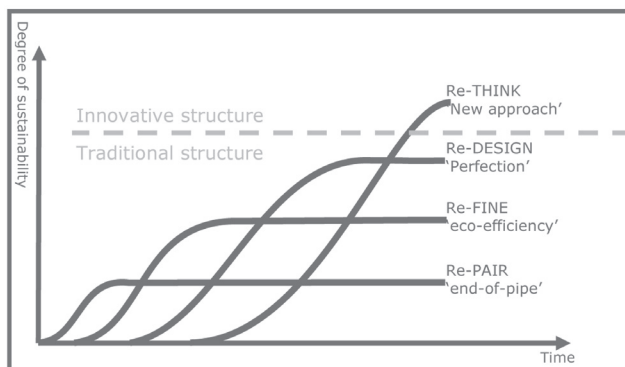 Degree of sustainability
Innovative structure
Traditional structure
Re-THINK
‘New approach’
Re-DESIGN
‘Perfection’
Re-FINE
‘eco-efficiency’
Re-PAIR
‘end-of-pipe’
Time